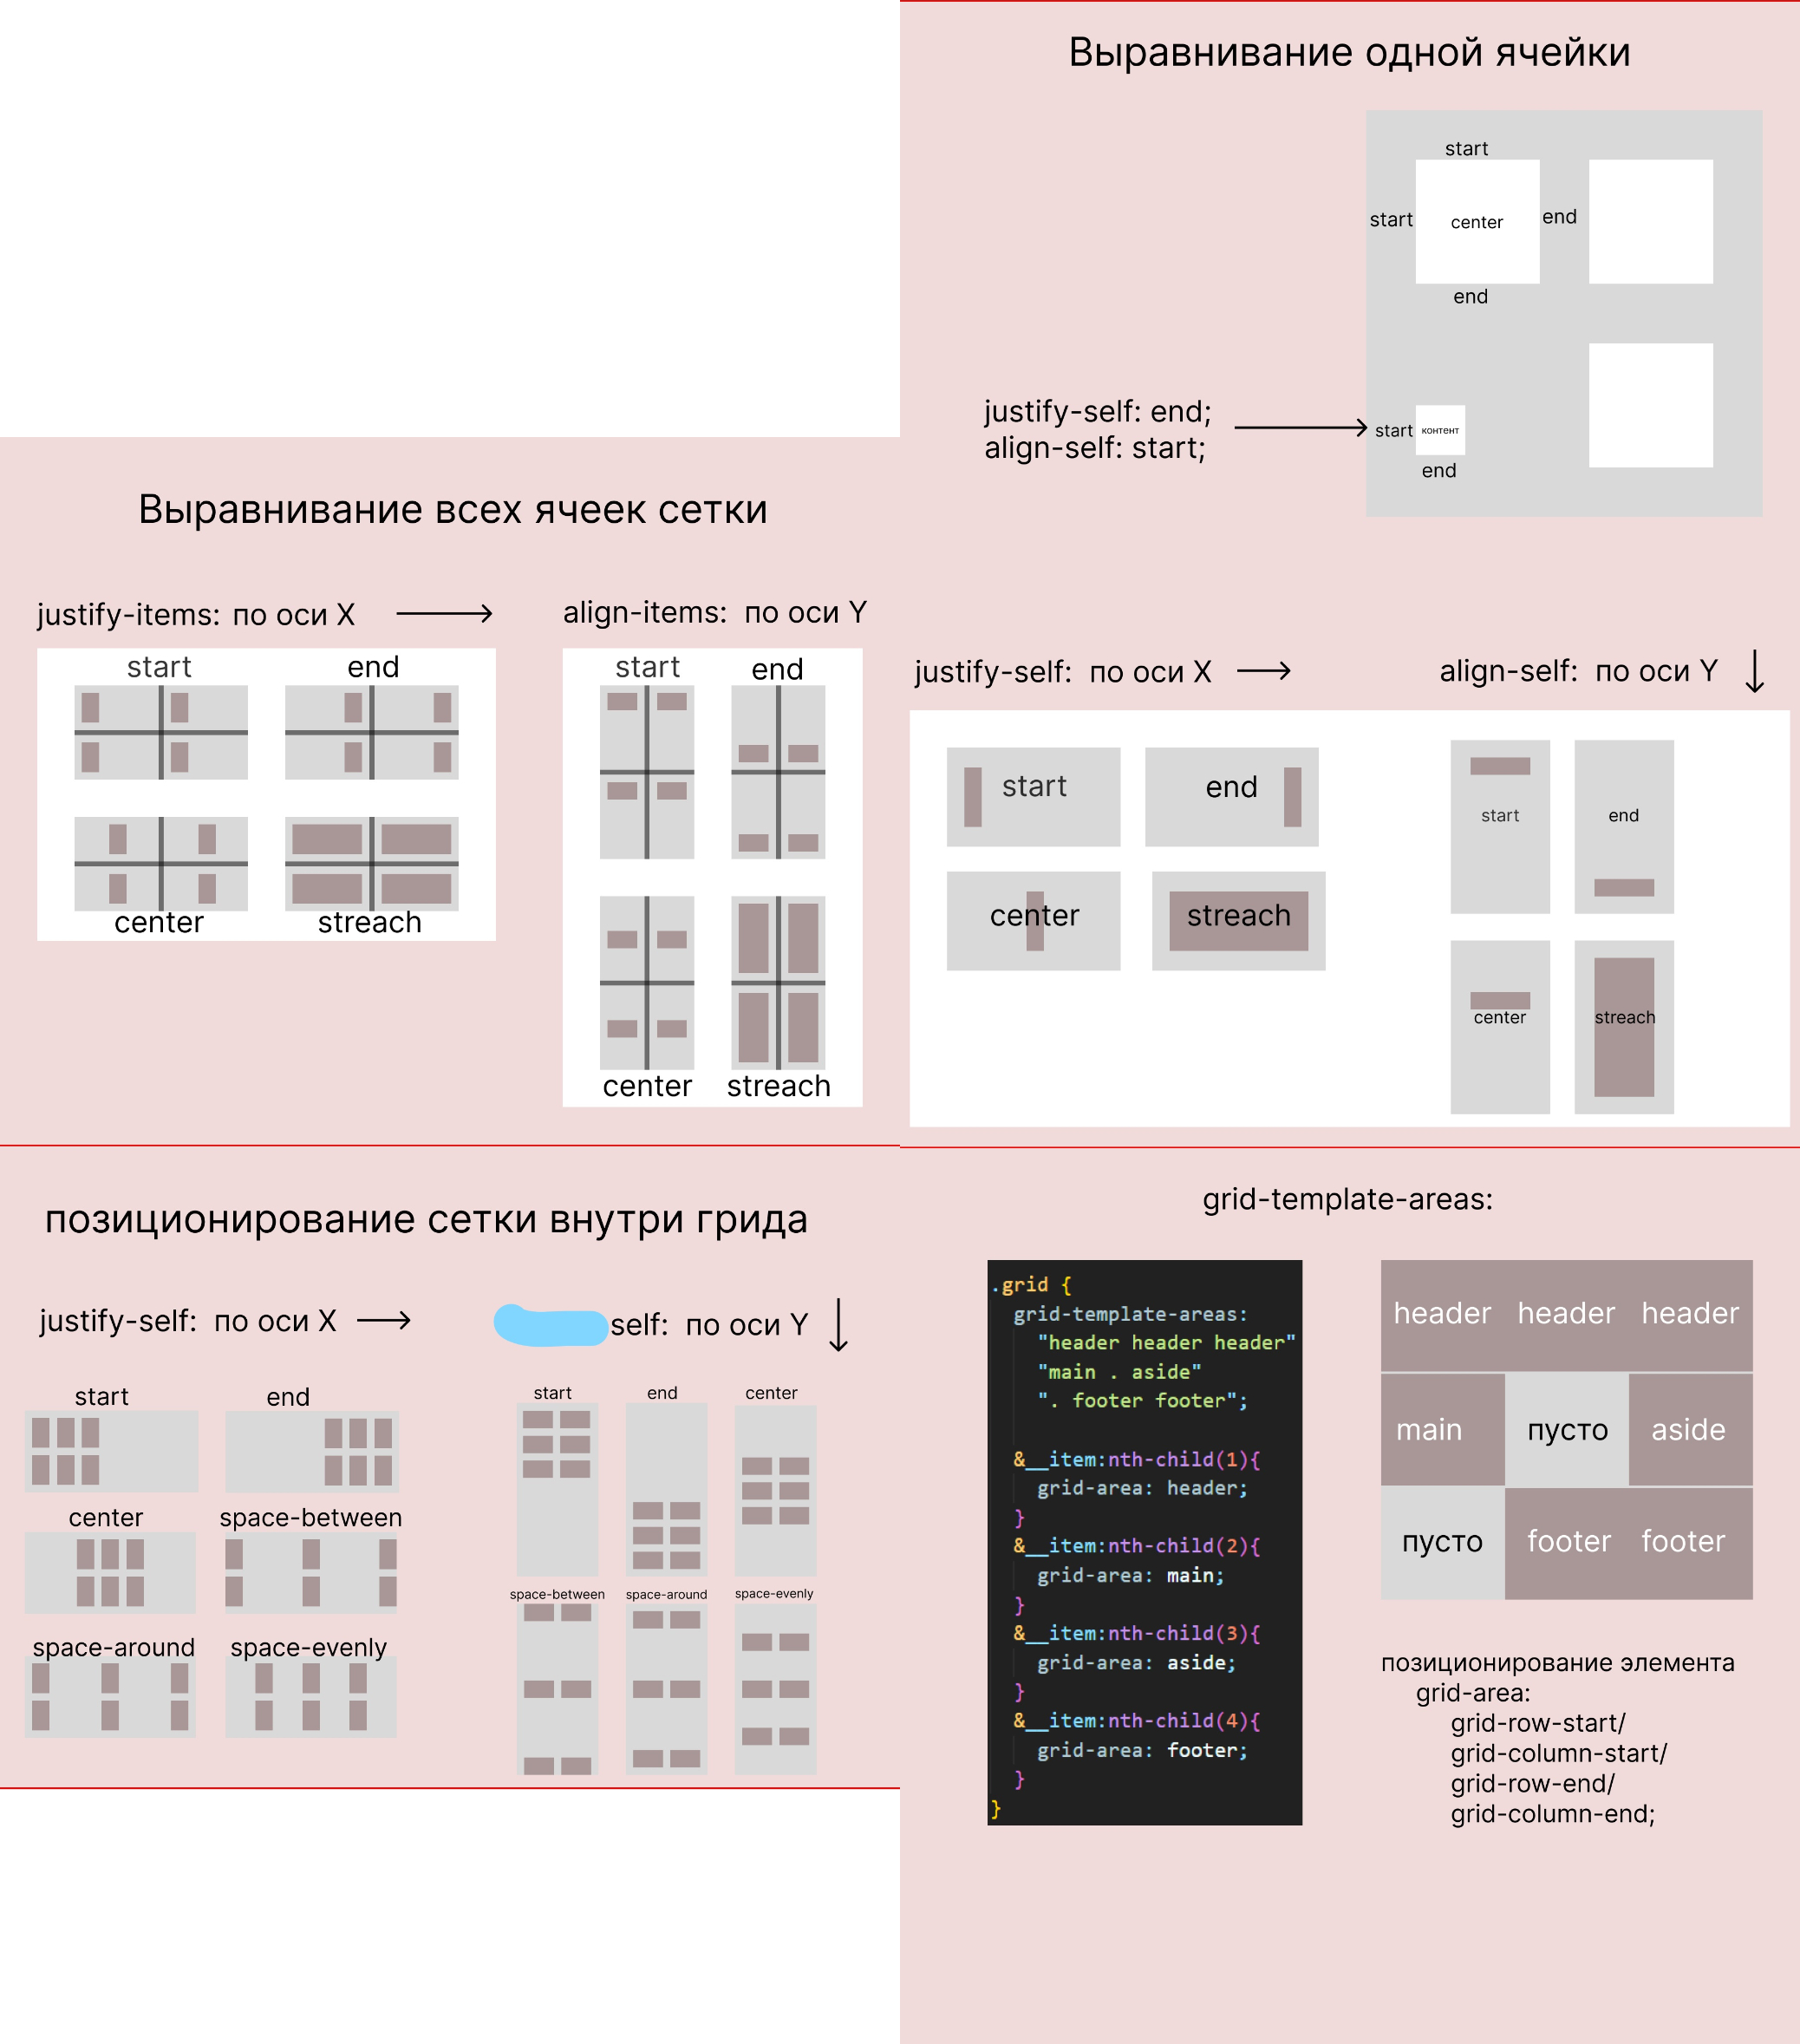 Выравнивание одной ячейки
start
start
center
end
end
justify-self: end;
align-self: start;
start
контент
end
Выравнивание всех ячеек сетки
justify-items: по оси X
align-items: по оси Y
start
end
center
streach
start
end
center
streach
justify-self: по оси X
align-self: по оси Y
start
end
center
streach
start
end
center
streach
позиционирование сетки внутри грида
justify-self: по оси X
self: по оси Y
start
end
center
space-between
space-around
space-evenly
start
end
center
space-between
space-around
space-evenly
grid-template-areas:
.grid {
grid-template-areas:
"header header header"
"main . aside"
". footer footer";
&__item:nth-child(1){
grid-area: header;
}
&__item:nth-child(2){
grid-area: main;
}
&__item:nth-child(3){
grid-area: aside;
}
&__item:nth-child(4){
grid-area: footer;
}
}
header header header
main пусто aside
пусто footer footer
позиционирование элемента
grid-area:
grid-row-start/
grid-column-start/
grid-row-end/
grid-column-end;